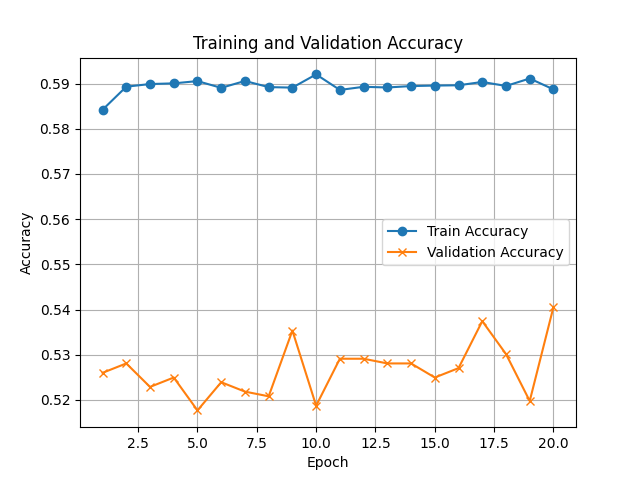 Training and Validation Accuracy
0.59
0.58
0.57
0.56
0.55
0.54
0.53
0.52
Accuracy
Train Accuracy
Validation Accuracy
2.5 5.0 7.5 10.0 12.5 15.0 17.5 20.0
Epoch